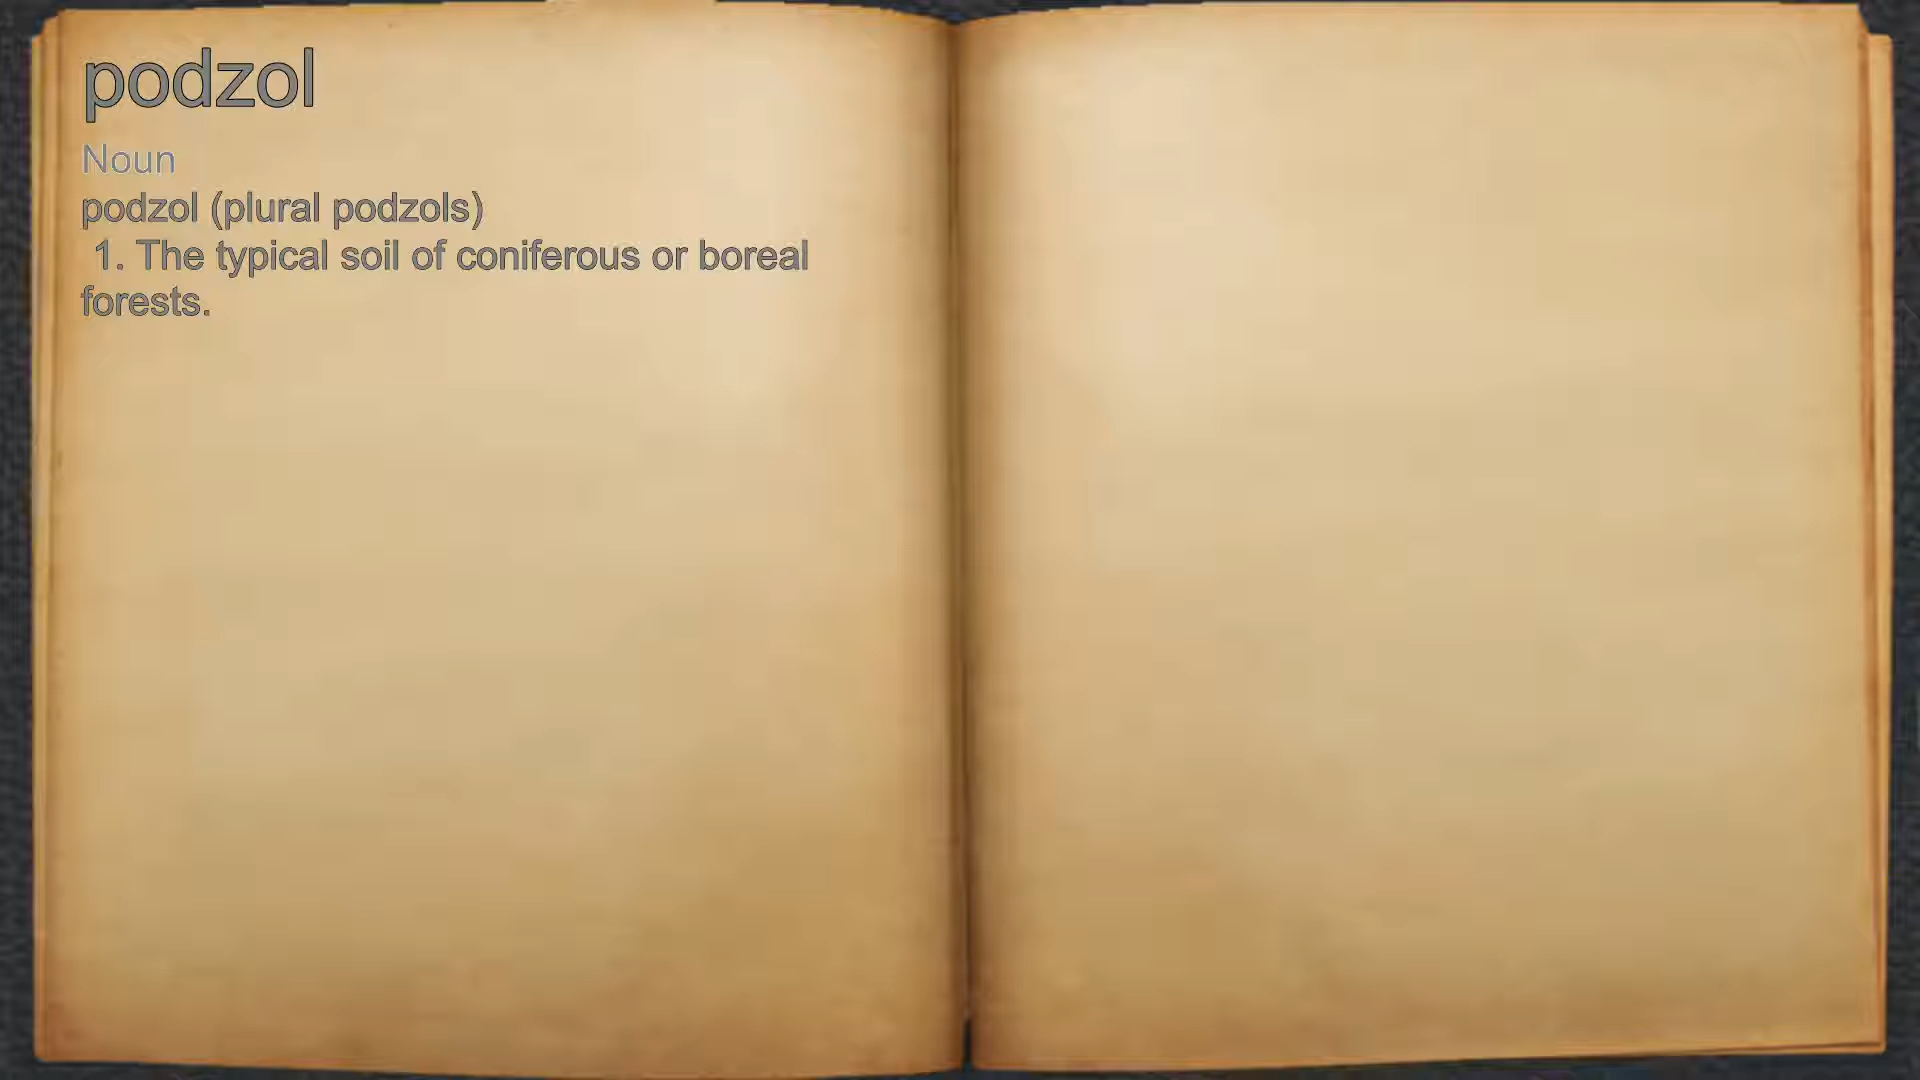 podzol
Noun
podzol (plural podzols)
1. The typical soil of coniferous or boreal
forests.